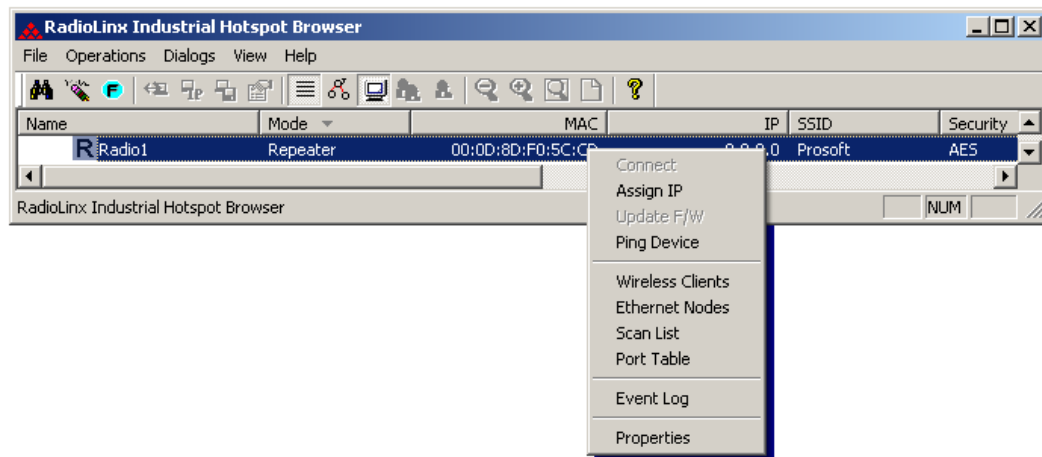 RadioLinx Industrial Hotspot Browser
File Operations Dialogs View Help
F IP ?
Name Mode MAC IP SSID Security
R Radio1 Repeater 00:0D:8D:F0:5C:CD Prosoft AES
RadioLinx Industrial Hotspot Browser NUM
Connect
Assign IP
Update F/W
Ping Device
Wireless Clients
Ethernet Nodes
Scan List
Port Table
Event Log
Properties